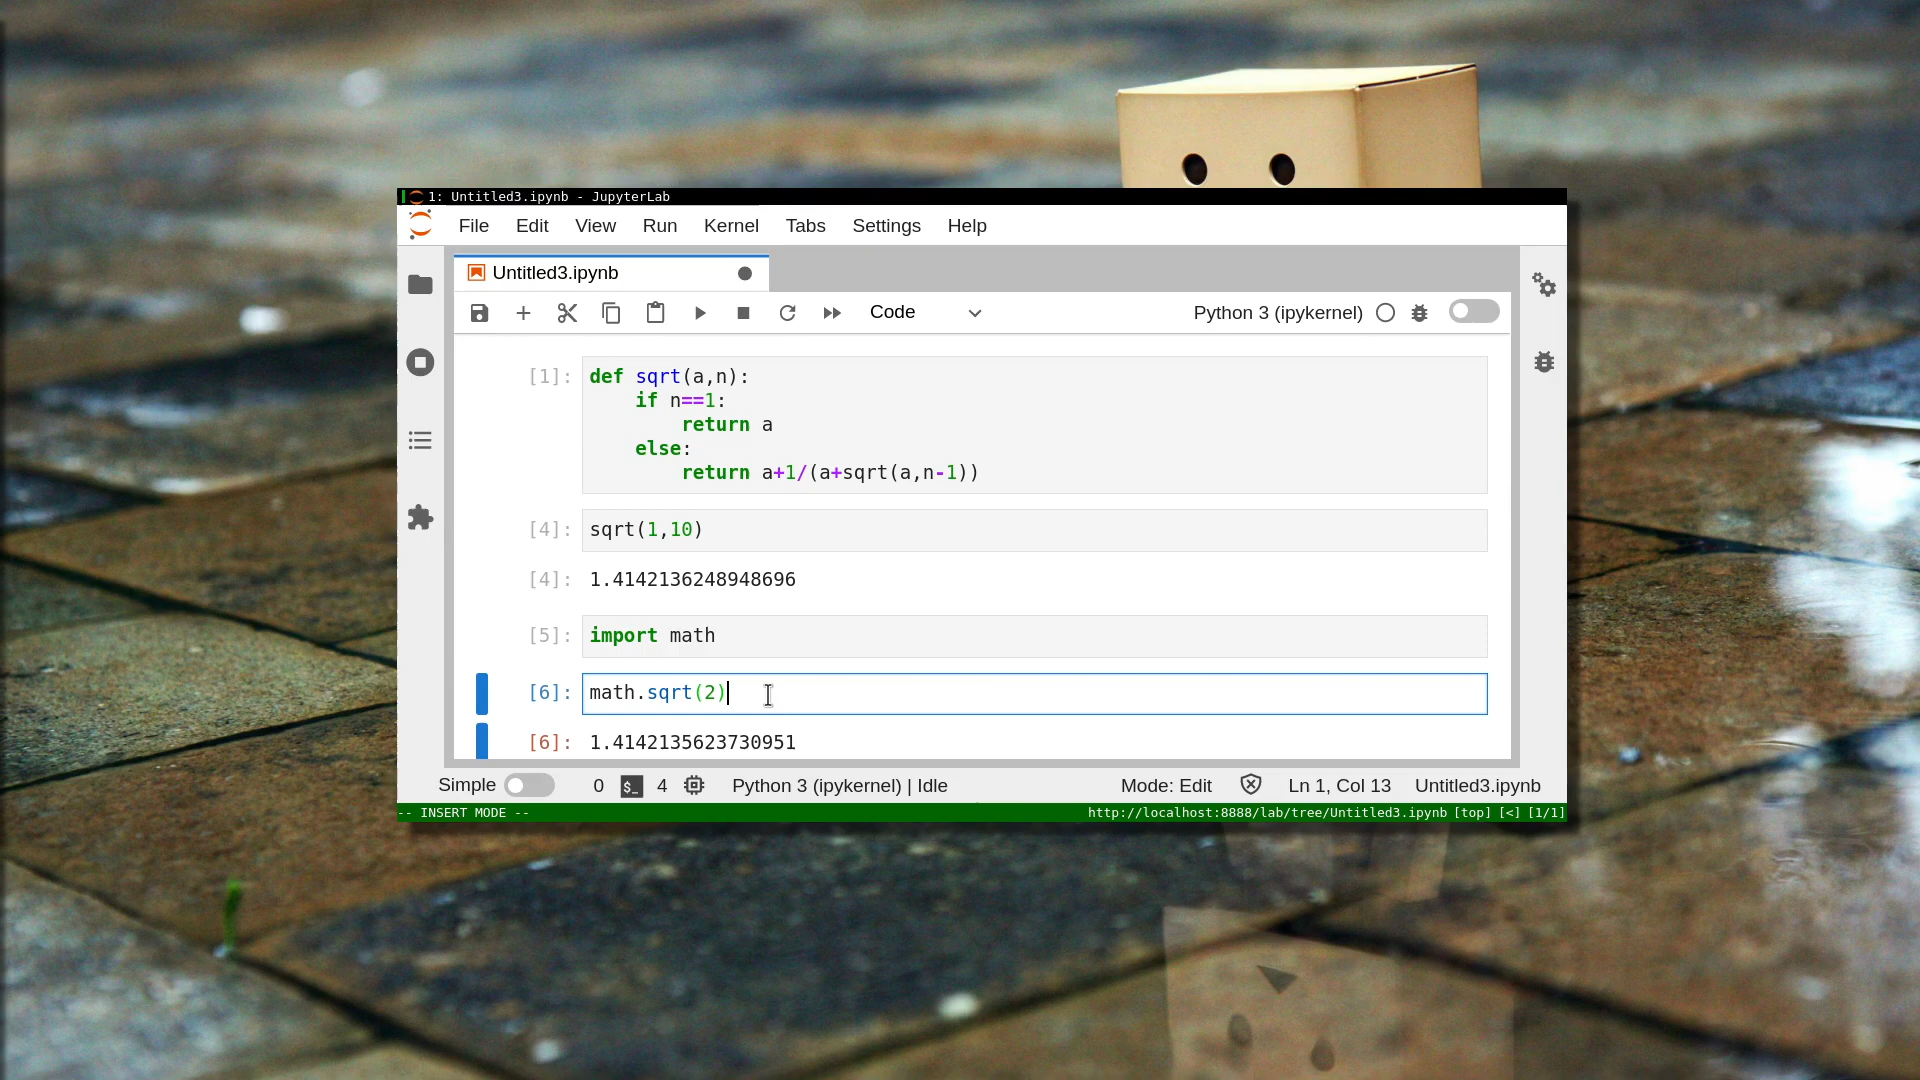 1: Untitled3.ipynb - JupyterLab
File Edit View Run Kernel Tabs Settings Help
Untitled3.ipynb
Code Python 3 (ipykernel)
[1]: def sqrt(a,n):
    if n==1:
        return a
    else:
        return a+1/(a+sqrt(a,n-1))
[4]: sqrt(1,10)
[4]: 1.4142136248948696
[5]: import math
[6]: math.sqrt(2)
[6]: 1.4142135623730951
Simple 0 $_ 4 Python 3 (ipykernel) | Idle Mode: Edit Ln 1, Col 13 Untitled3.ipynb
-- INSERT MODE -- http://localhost:8888/lab/tree/Untitled3.ipynb [top] [<] [1/1]